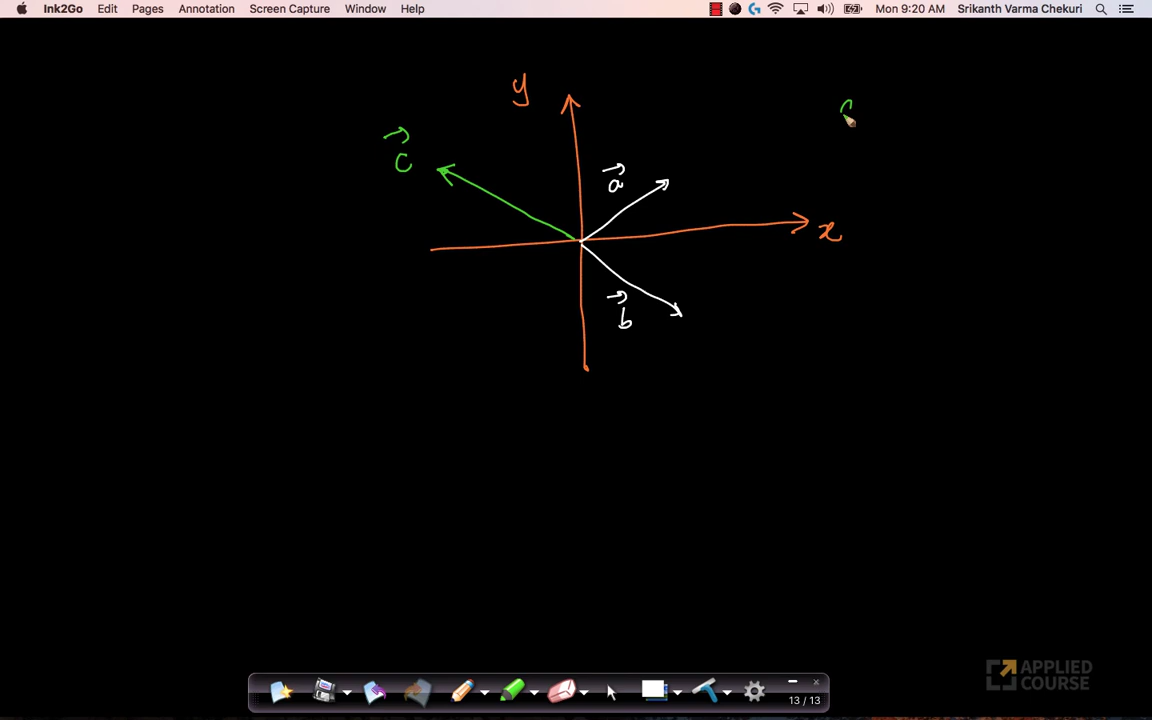 Ink2Go Edit Pages Annotation Screen Capture Window Help Mon 9:20 AM Srikanth Varma Chekuri
y
c
a
x
b
13 / 13
APPLIED
COURSE